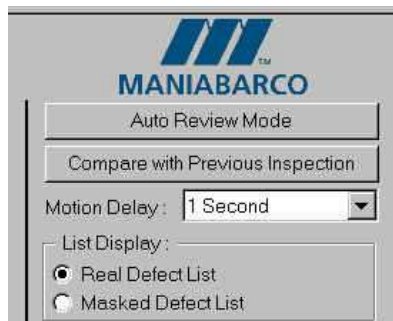 TM
MANIABARCO
Auto Review Mode
Compare with Previous Inspection
Motion Delay : 1 Second
List Display :
Real Defect List
Masked Defect List